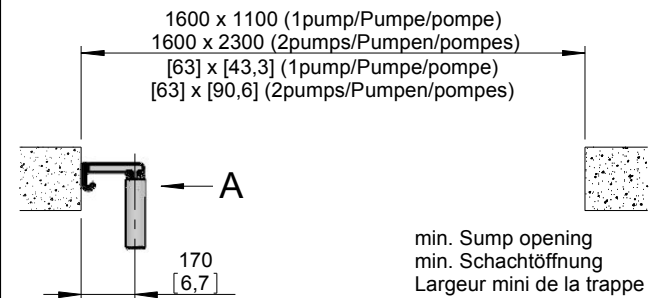 1600 x 1100 (1pump/Pumpe/pompe)
1600 x 2300 (2pumps/Pumpen/pompes)
[63] x [43,3] (1pump/Pumpe/pompe)
[63] x [90,6] (2pumps/Pumpen/pompes)
A
170
[6,7]
min. Sump opening
min. Schachtöffnung
Largeur mini de la trappe